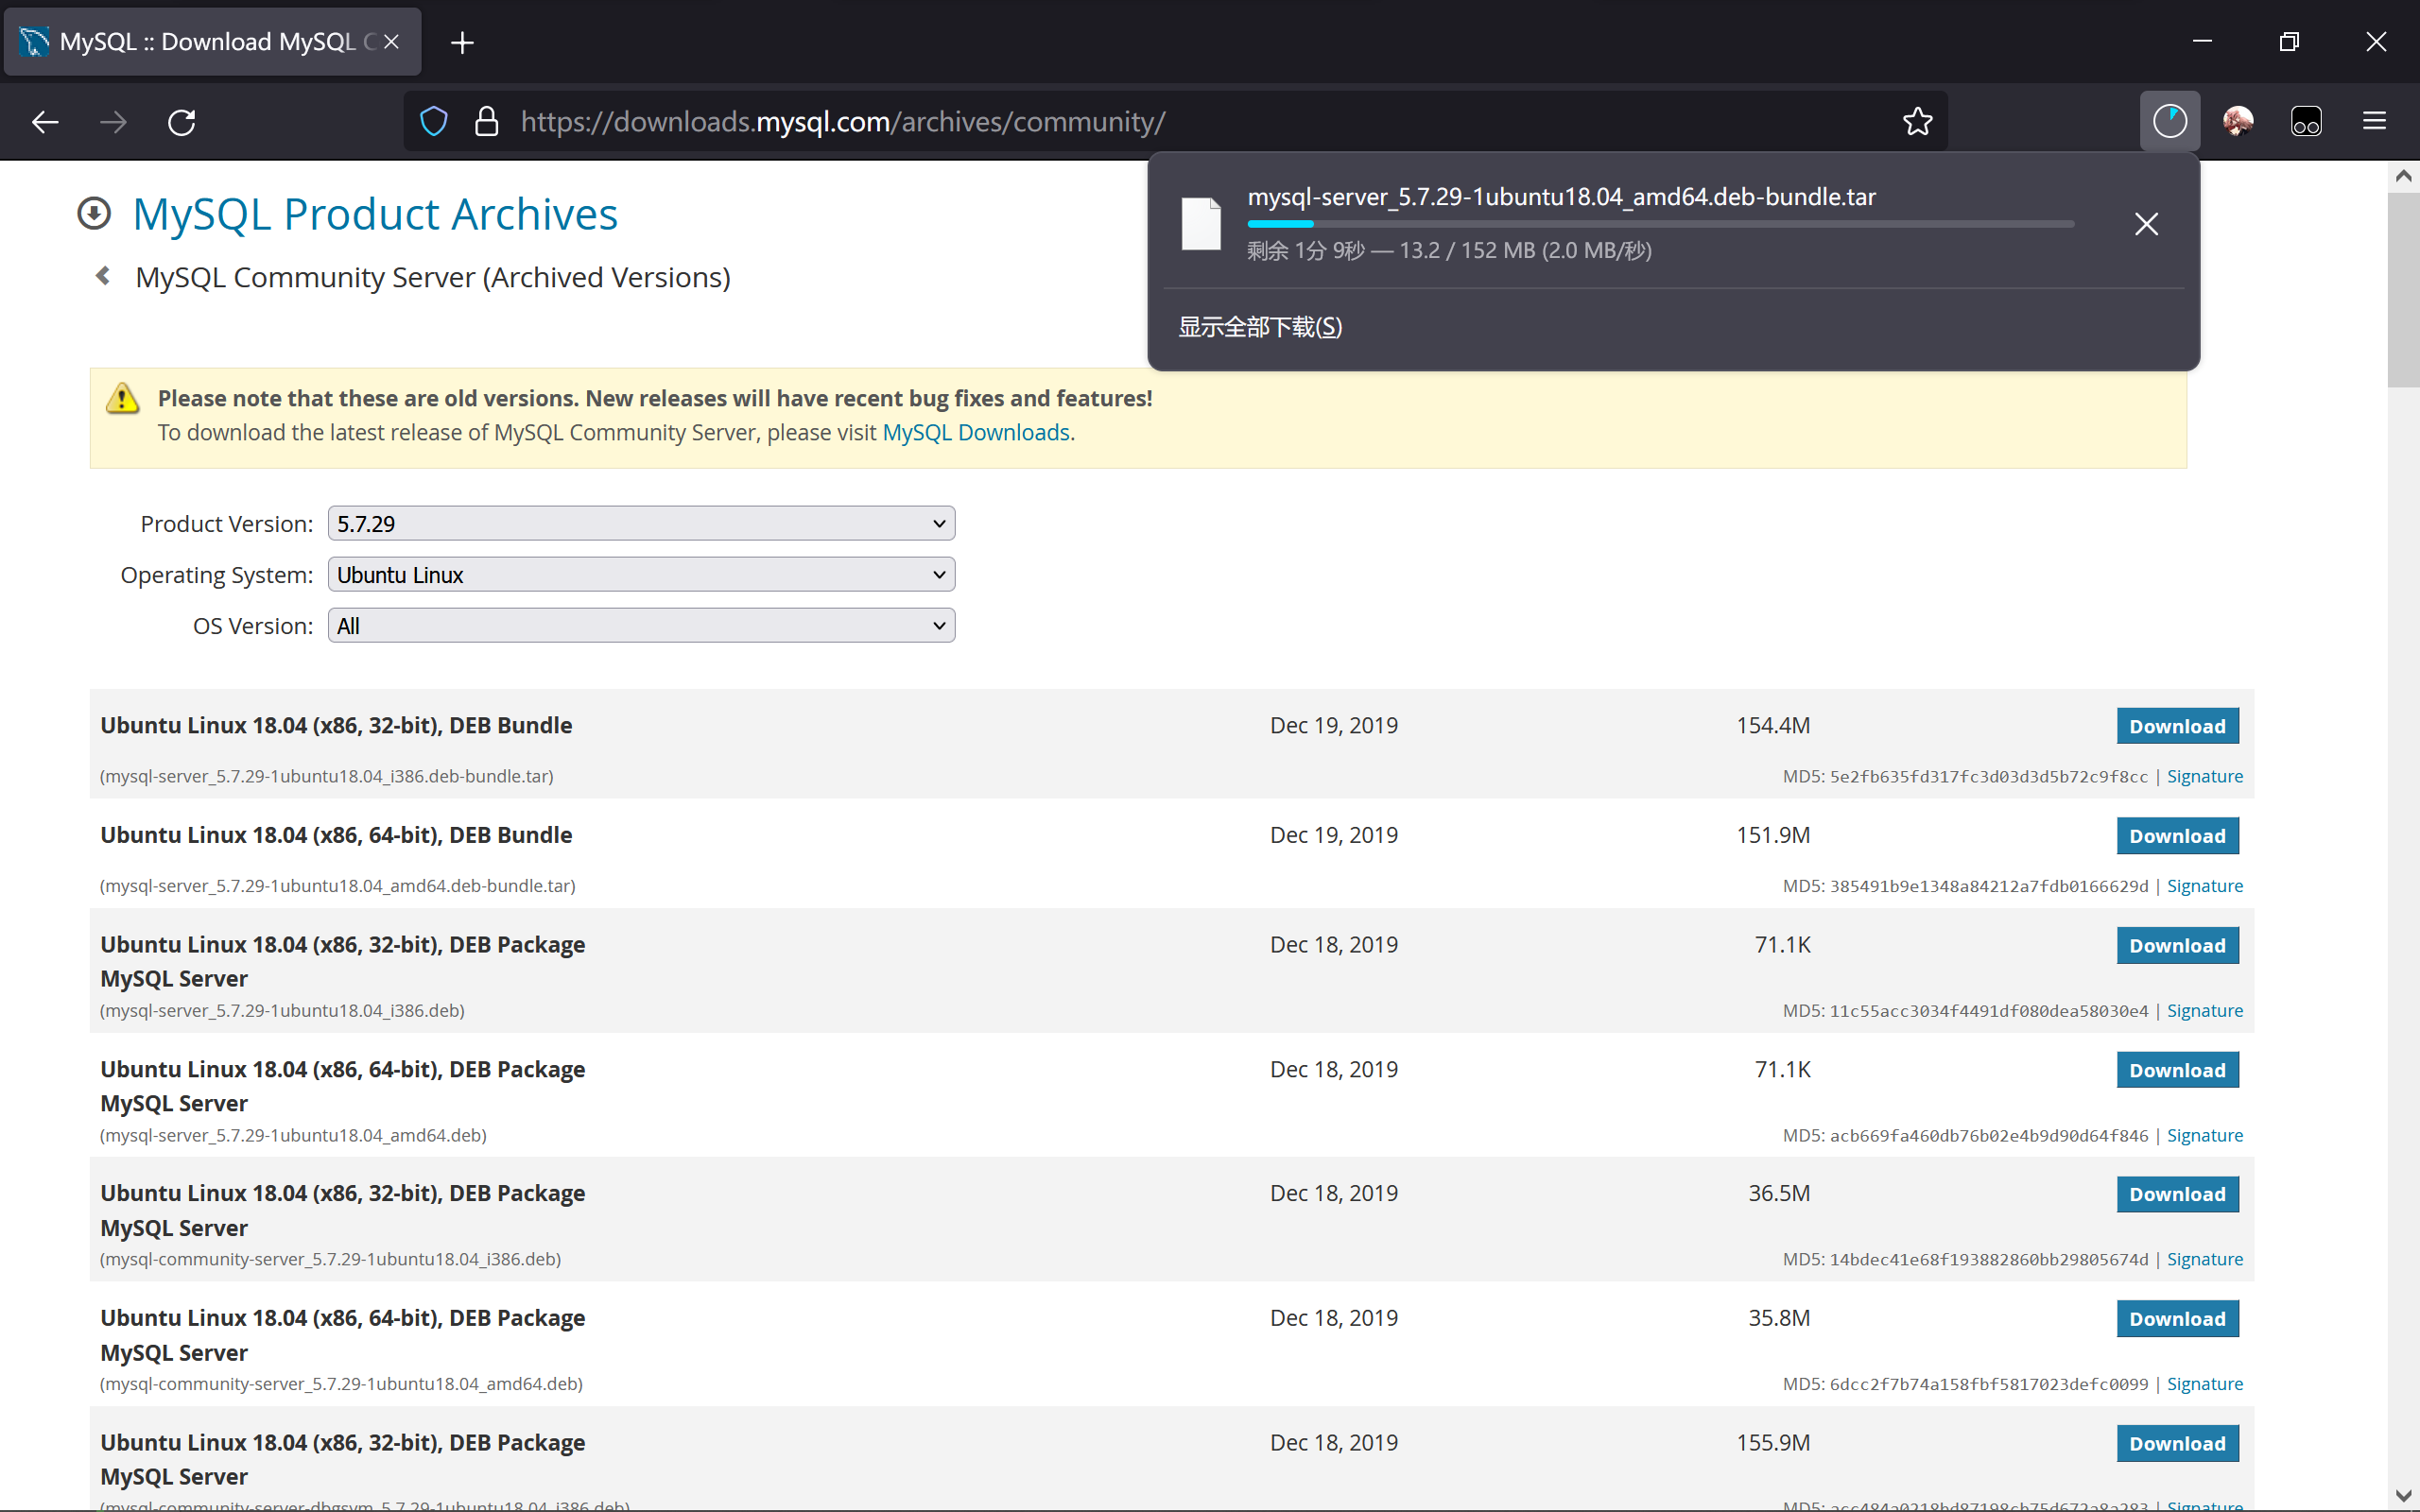 MySQL :: Download MySQL C
https://downloads.mysql.com/archives/community/
mysql-server_5.7.29-1ubuntu18.04_amd64.deb-bundle.tar
剩余 1分 9秒 — 13.2 / 152 MB (2.0 MB/秒)
显示全部下载(S)
MySQL Product Archives
MySQL Community Server (Archived Versions)
Please note that these are old versions. New releases will have recent bug fixes and features!
To download the latest release of MySQL Community Server, please visit MySQL Downloads.
Product Version: 5.7.29
Operating System: Ubuntu Linux
OS Version: All
Ubuntu Linux 18.04 (x86, 32-bit), DEB Bundle Dec 19, 2019 154.4M Download
(mysql-server_5.7.29-1ubuntu18.04_i386.deb-bundle.tar) MD5: 5e2fb635fd317fc3d03d3d5b72c9f8cc | Signature
Ubuntu Linux 18.04 (x86, 64-bit), DEB Bundle Dec 19, 2019 151.9M Download
(mysql-server_5.7.29-1ubuntu18.04_amd64.deb-bundle.tar) MD5: 385491b9e1348a84212a7fdb0166629d | Signature
Ubuntu Linux 18.04 (x86, 32-bit), DEB Package Dec 18, 2019 71.1K Download
MySQL Server
(mysql-server_5.7.29-1ubuntu18.04_i386.deb) MD5: 11c55acc3034f4491df080dea58030e4 | Signature
Ubuntu Linux 18.04 (x86, 64-bit), DEB Package Dec 18, 2019 71.1K Download
MySQL Server
(mysql-server_5.7.29-1ubuntu18.04_amd64.deb) MD5: acb669fa460db76b02e4b9d90d64f846 | Signature
Ubuntu Linux 18.04 (x86, 32-bit), DEB Package Dec 18, 2019 36.5M Download
MySQL Server
(mysql-community-server_5.7.29-1ubuntu18.04_i386.deb) MD5: 14bdec41e68f193882860bb29805674d | Signature
Ubuntu Linux 18.04 (x86, 64-bit), DEB Package Dec 18, 2019 35.8M Download
MySQL Server
(mysql-community-server_5.7.29-1ubuntu18.04_amd64.deb) MD5: 6dcc2f7b74a158fbf5817023defc0099 | Signature
Ubuntu Linux 18.04 (x86, 32-bit), DEB Package Dec 18, 2019 155.9M Download
MySQL Server
(mysql-community-server-dbgsym_5.7.29-1ubuntu18.04_i386.deb) MD5: acc484a0218bd87198cb75d672a8a283 | Signature